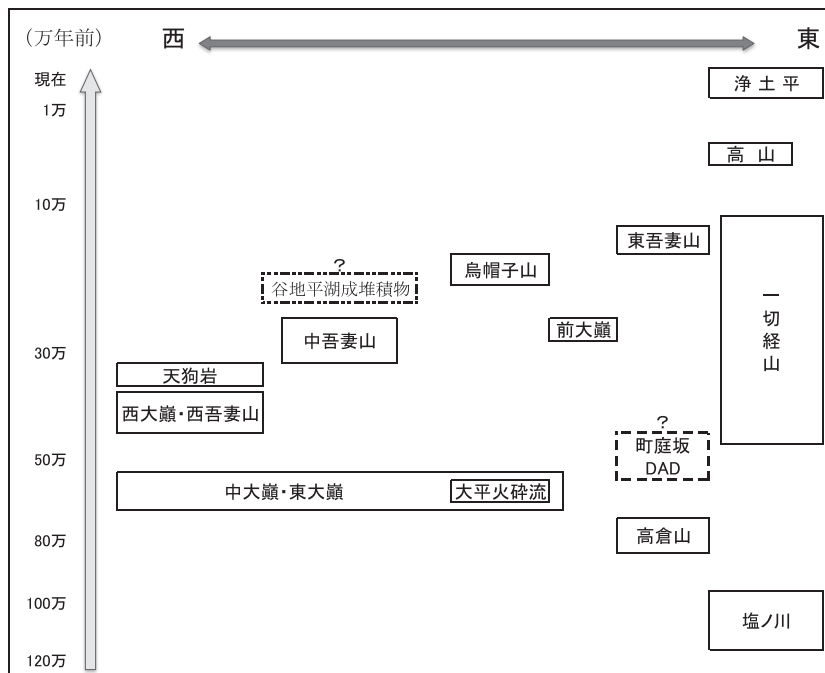 (万年前)
西
東
現在
1万
10万
30万
50万
80万
100万
120万
浄土平
高山
東吾妻山
烏帽子山
?
谷地平湖成堆積物
前大巓
中吾妻山
一切経山
天狗岩
西大巓・西吾妻山
?
町庭坂
DAD
中大巓・東大巓
大平火砕流
高倉山
塩ノ川